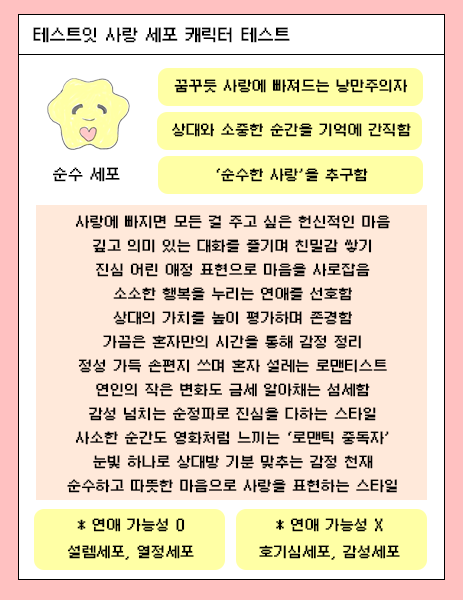 테스트잇 사랑 세포 캐릭터 테스트
꿈꾸듯 사랑에 빠져드는 낭만주의자
상대와 소중한 순간을 기억에 간직함
순수 세포
‘순수한 사랑’을 추구함
사랑에 빠지면 모든 걸 주고 싶은 헌신적인 마음
깊고 의미 있는 대화를 즐기며 친밀감 쌓기
진심 어린 애정 표현으로 마음을 사로잡음
소소한 행복을 누리는 연애를 선호함
상대의 가치를 높이 평가하며 존경함
가끔은 혼자만의 시간을 통해 감정 정리
정성 가득 손편지 쓰며 혼자 설레는 로맨티스트
연인의 작은 변화도 금세 알아채는 섬세함
감성 넘치는 순정파로 진심을 다하는 스타일
사소한 순간도 영화처럼 느끼는 ‘로맨틱 중독자’
눈빛 하나로 상대방 기분 맞추는 감정 천재
순수하고 따뜻한 마음으로 사랑을 표현하는 스타일
* 연애 가능성 O
설렘세포, 열정세포
* 연애 가능성 X
호기심세포, 감성세포